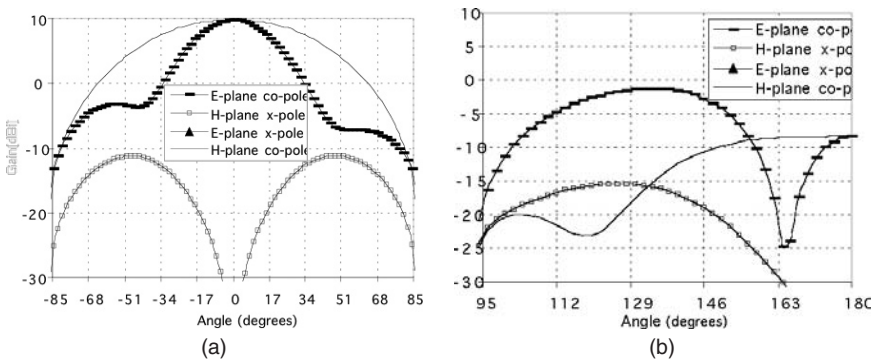 10
0
-10
-20
-30
Gain[dBi]
E-plane co-pole
H-plane x-pole
E-plane x-pole
H-plane co-pole
-85 -68 -51 -34 -17 0 17 34 51 68 85
Angle (degrees)
(a)
10
5
0
-5
-10
-15
-20
-25
-30
E-plane co-p
H-plane x-po
E-plane x-po
H-plane co-p
95 112 129 146 163 180
Angle (degrees)
(b)